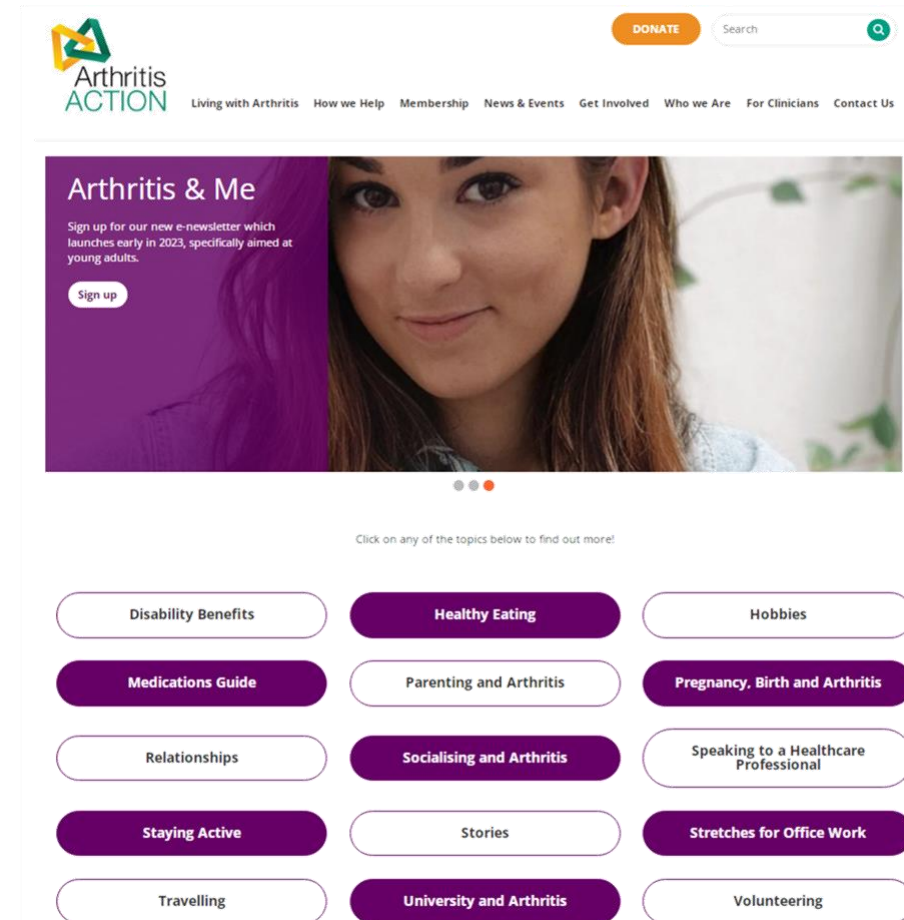 DONATE
Search
Arthritis
ACTION
Living with Arthritis How we Help Membership News & Events Get Involved Who we Are For Clinicians Contact Us
Arthritis & Me
Sign up for our new e-newsletter which
launches early in 2023, specifically aimed at
young adults.
Sign up
Click on any of the topics below to find out more!
Disability Benefits
Healthy Eating
Hobbies
Medications Guide
Parenting and Arthritis
Pregnancy, Birth and Arthritis
Relationships
Socialising and Arthritis
Speaking to a Healthcare
Professional
Staying Active
Stories
Stretches for Office Work
Travelling
University and Arthritis
Volunteering